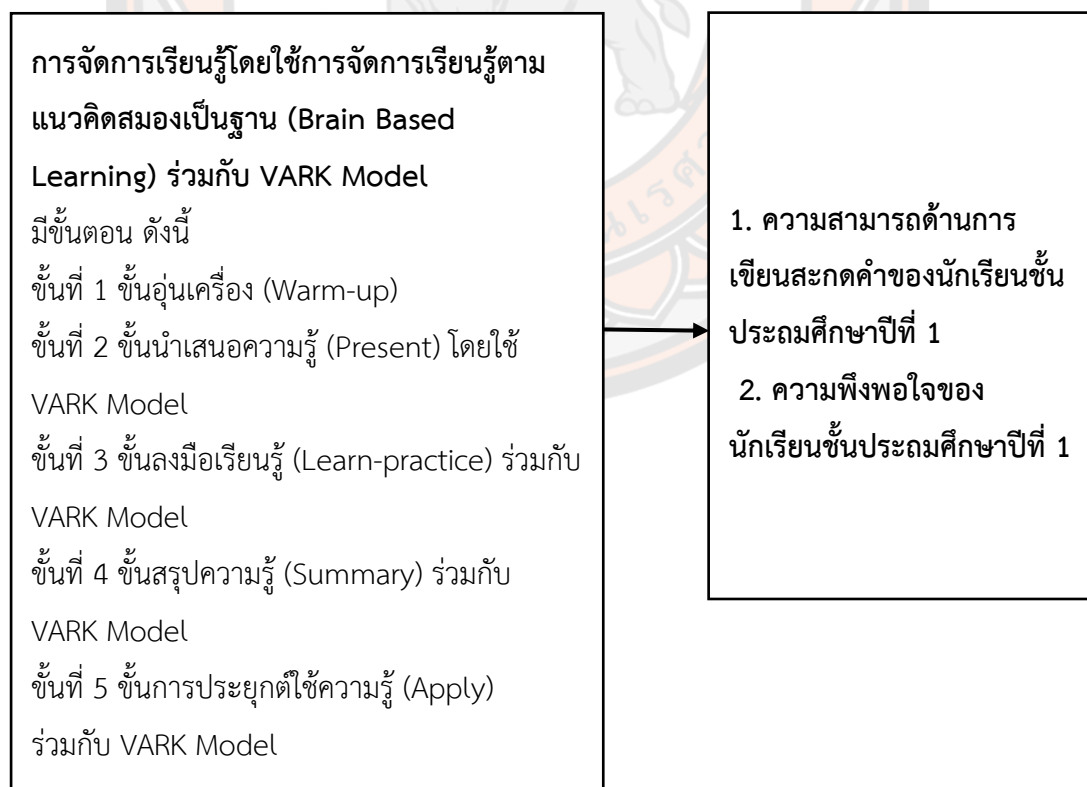 การจัดการเรียนรู้โดยใช้การจัดการเรียนรู้ตาม
แนวคิดสมองเป็นฐาน (Brain Based
Learning) ร่วมกับ VARK Model
มีขั้นตอน ดังนี้
ขั้นที่ 1 ขั้นอุ่นเครื่อง (Warm-up)
ขั้นที่ 2 ขั้นนำเสนอความรู้ (Present) โดยใช้
VARK Model
ขั้นที่ 3 ขั้นลงมือเรียนรู้ (Learn-practice) ร่วมกับ
VARK Model
ขั้นที่ 4 ขั้นสรุปความรู้ (Summary) ร่วมกับ
VARK Model
ขั้นที่ 5 ขั้นการประยุกต์ใช้ความรู้ (Apply)
ร่วมกับ VARK Model
1. ความสามารถด้านการ
เขียนสะกดคำของนักเรียนชั้น
ประถมศึกษาปีที่ 1
2. ความพึงพอใจของ
นักเรียนชั้นประถมศึกษาปีที่ 1